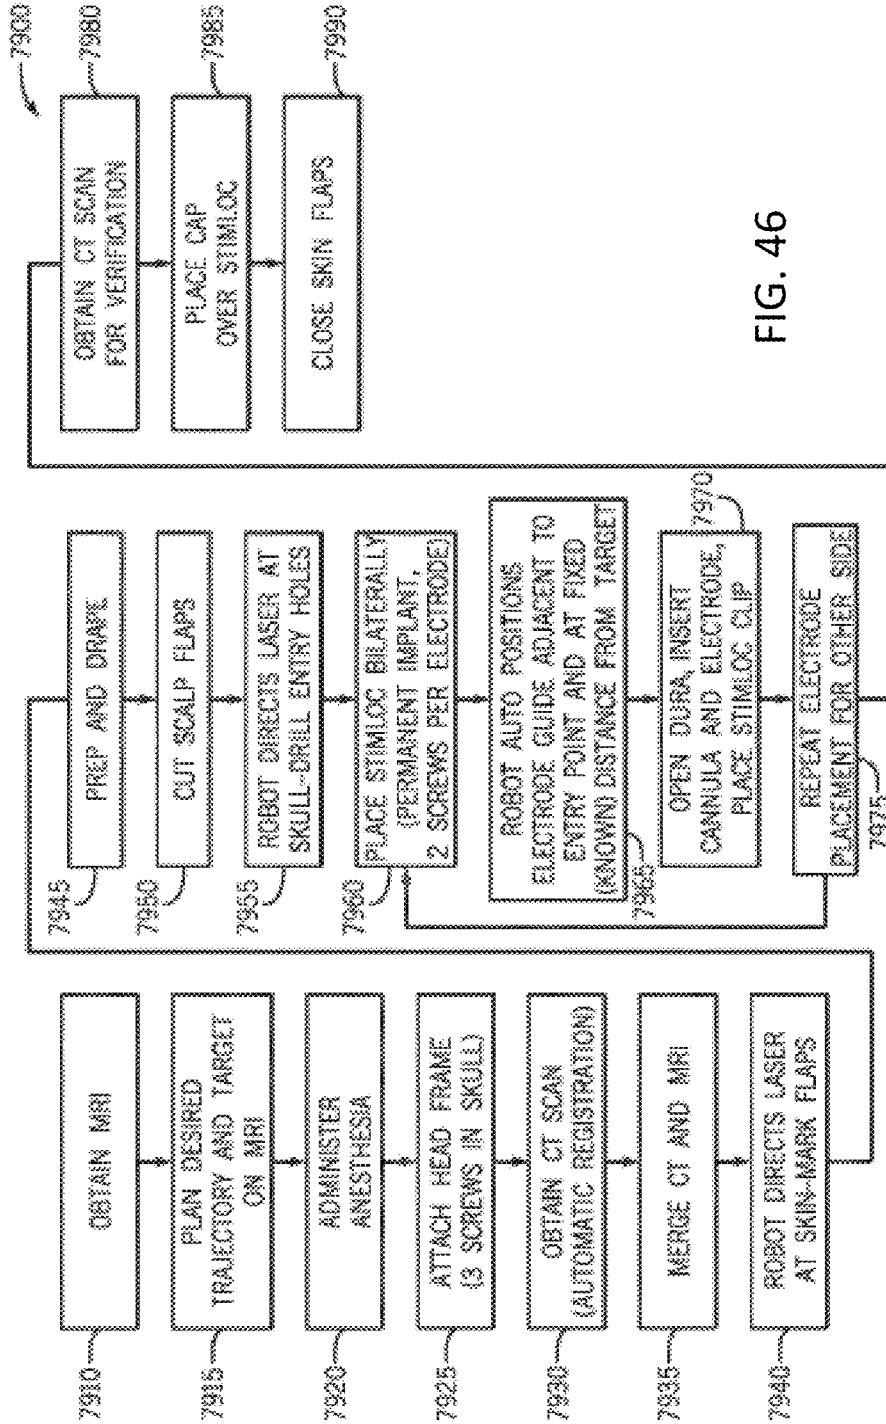 7900
7910
OBTAIN MRI
7915
PLAN DESIRED
TRAJECTORY AND TARGET
ON MRI
7920
ADMINISTER
ANESTHESIA
7925
ATTACH HEAD FRAME
(3 SCREWS IN SKULL)
7930
OBTAIN CT SCAN
(AUTOMATIC REGISTRATION)
7935
MERGE CT AND MRI
7940
ROBOT DIRECTS LASER
AT SKIN-MARK FLAPS
7945
PREP AND DRAPE
7950
CUT SCALP FLAPS
7955
ROBOT DIRECTS LASER AT
SKULL-DRILL ENTRY HOLES
7960
PLACE STIMLOC BILATERALLY
(PERMANENT IMPLANT,
2 SCREWS PER ELECTRODE)
ROBOT AUTO POSITIONS
ELECTRODE GUIDE ADJACENT TO
ENTRY POINT AND AT FIXED
(KNOWN) DISTANCE FROM TARGET
7965
OPEN DURA, INSERT
CANNULA AND ELECTRODE,
PLACE STIMLOC CLIP
7970
REPEAT ELECTRODE
PLACEMENT FOR OTHER SIDE
7975
OBTAIN CT SCAN
FOR VERIFICATION
7980
PLACE CAP
OVER STIMLOC
7985
CLOSE SKIN FLAPS
7990
FIG. 46